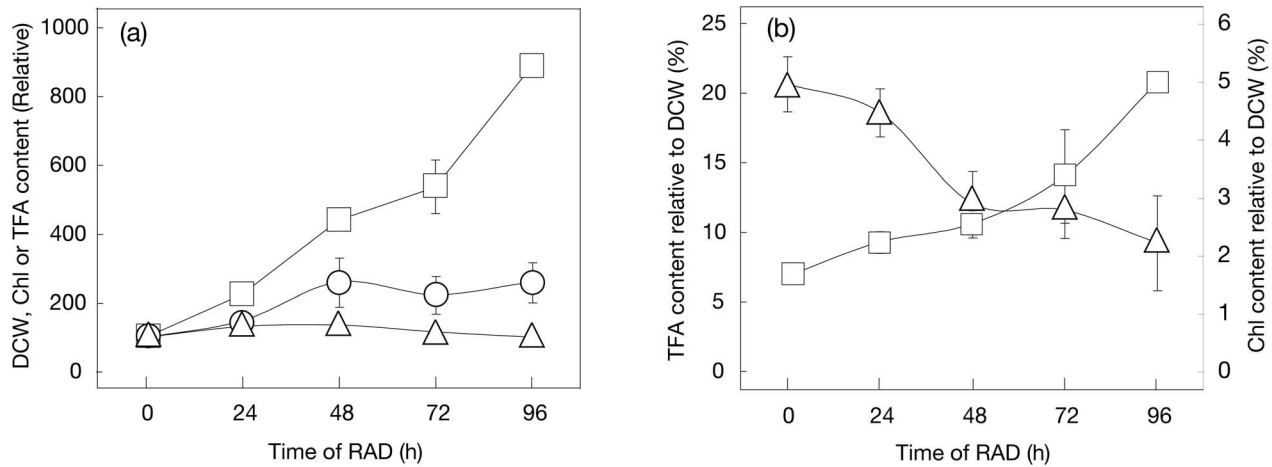 (a)
DCW, Chl or TFA content (Relative)
1000
800
600
400
200
0
0 24 48 72 96
Time of RAD (h)
(b)
TFA content relative to DCW (%)
25
20
15
10
5
0
Chl content relative to DCW (%)
6
5
4
3
2
1
0
0 24 48 72 96
Time of RAD (h)